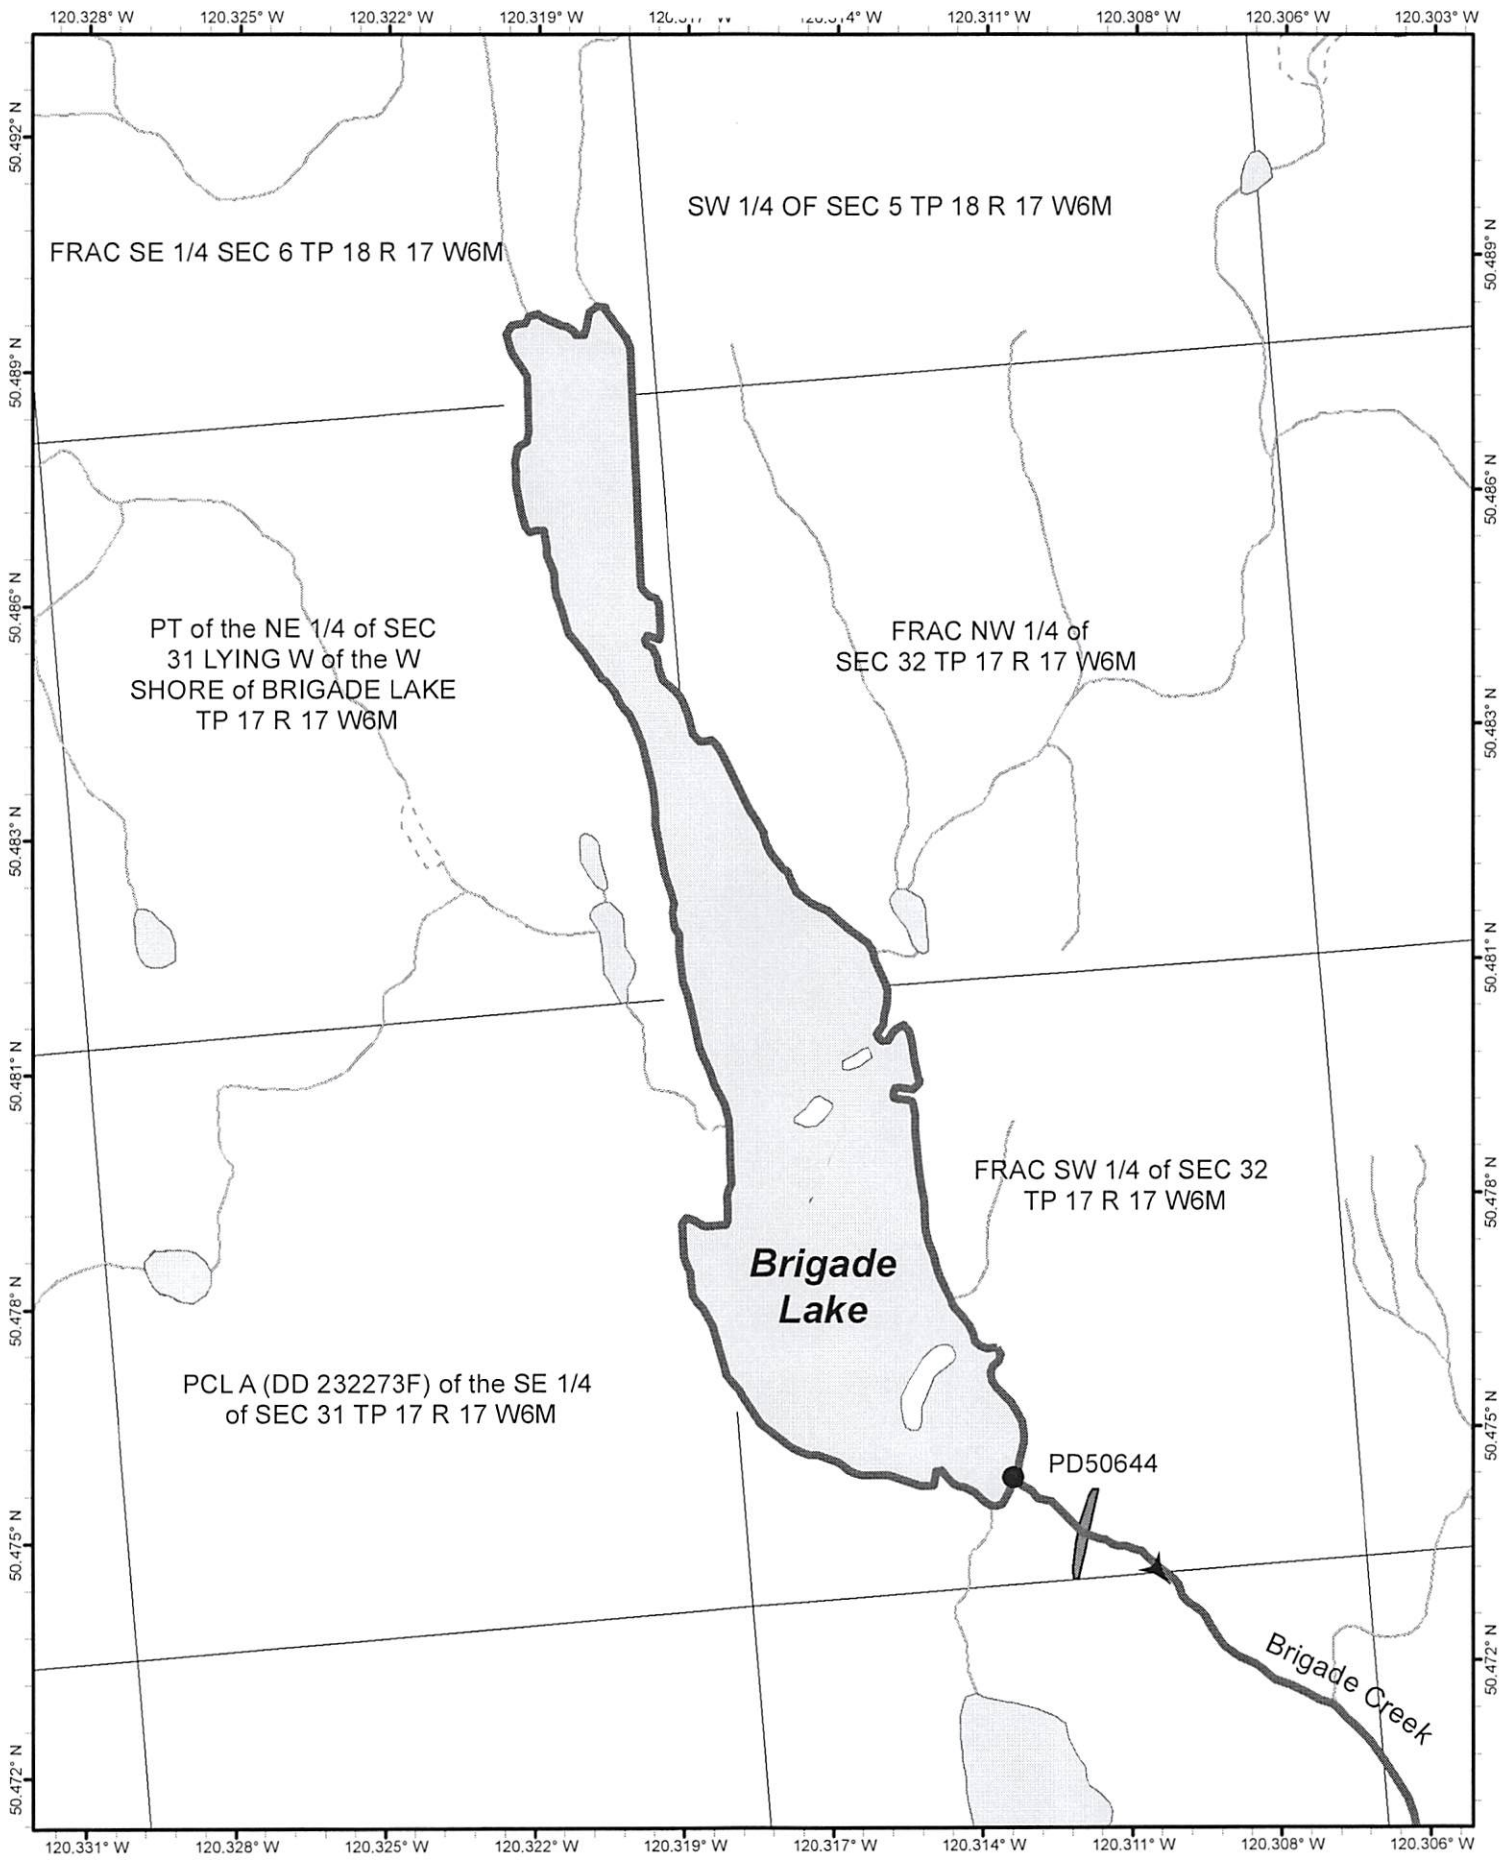 120.328° W 120.325° W 120.322° W 120.319° W 120.311° W 120.308° W 120.306° W 120.303° W
50.492° N
SW 1/4 OF SEC 5 TP 18 R 17 W6M
FRAC SE 1/4 SEC 6 TP 18 R 17 W6M
50.489° N
50.489° N
50.486° N
50.486° N
PT of the NE 1/4 of SEC
31 LYING W of the W
SHORE of BRIGADE LAKE
TP 17 R 17 W6M
FRAC NW 1/4 of
SEC 32 TP 17 R 17 W6M
50.483° N
50.483° N
50.481° N
50.481° N
FRAC SW 1/4 of SEC 32
TP 17 R 17 W6M
50.478° N
Brigade
Lake
50.478° N
PCL A (DD 232273F) of the SE 1/4
of SEC 31 TP 17 R 17 W6M
50.475° N
PD50644
50.475° N
50.472° N
Brigade Creek
50.472° N
120.331° W 120.328° W 120.325° W 120.322° W 120.319° W 120.317° W 120.314° W 120.311° W 120.308° W 120.306° W